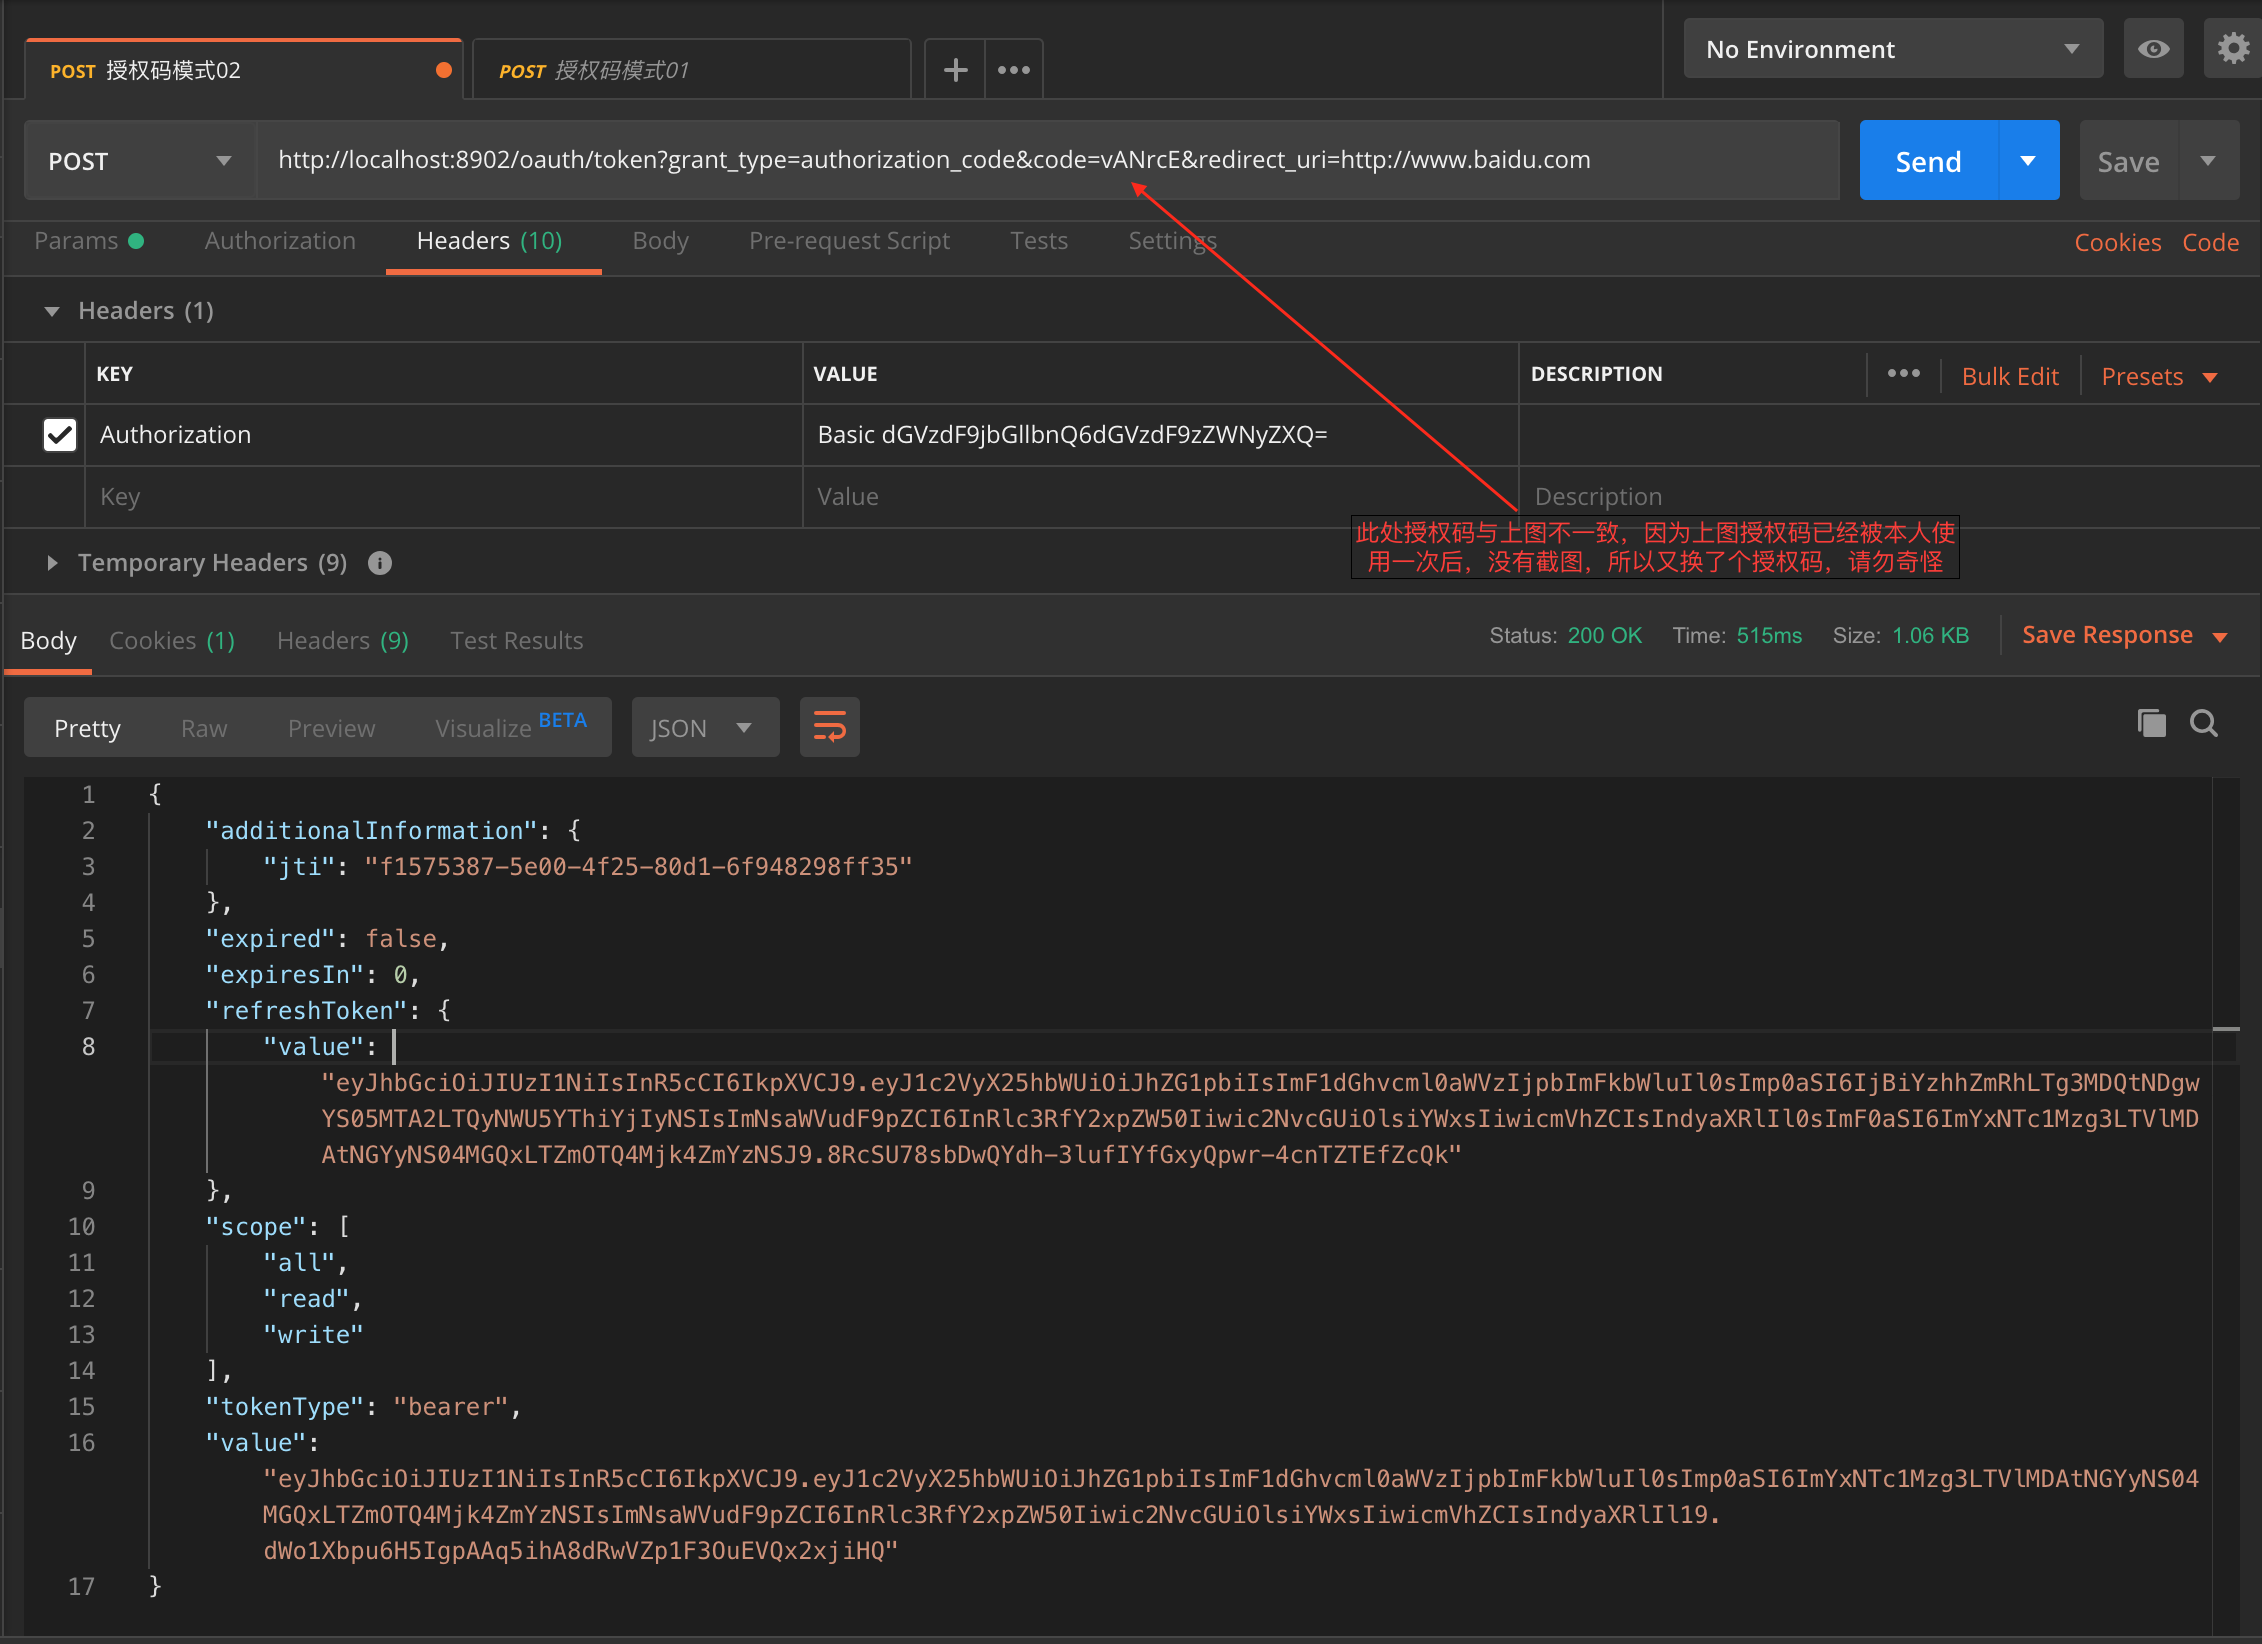 POST 授权码模式02
POST 授权码模式01
No Environment
POST
http://localhost:8902/oauth/token?grant_type=authorization_code&code=vANrcE&redirect_uri=http://www.baidu.com
Send
Save
Params
Authorization
Headers (10)
Body
Pre-request Script
Tests
Settings
Cookies
Code
Headers (1)
KEY
VALUE
DESCRIPTION
Bulk Edit
Presets
Authorization
Basic dGVzdF9jbGllbnQ6dGVzdF9zZWNyZXQ=
Key
Value
Description
此处授权码与上图不一致，因为上图授权码已经被本人使
用一次后，没有截图，所以又换了个授权码，请勿奇怪
Temporary Headers (9)
Body
Cookies (1)
Headers (9)
Test Results
Status: 200 OK
Time: 515ms
Size: 1.06 KB
Save Response
Pretty
Raw
Preview
Visualize BETA
JSON
1 {
2 "additionalInformation": {
3 "jti": "f1575387-5e00-4f25-80d1-6f948298ff35"
4 },
5 "expired": false,
6 "expiresIn": 0,
7 "refreshToken": {
8 "value":
"eyJhbGciOiJIUzI1NiIsInR5cCI6IkpXVCJ9.eyJ1c2VyX25hbWUiOiJhZG1pbiIsImF1dGhvcml0aWVzIjpbImFkbWluIl0sImp0aSI6IjBiYzhhZmRhLTg3MDQtNDgw
YS05MTA2LTQyNWU5YThiYjIyNSIsImNsaWVudF9pZCI6InRlc3RfY2xpZW50Iiwic2NvcGUiOlsiYWxsIiwicmVhZCIsIndyaXRlIl0sImF0aSI6ImYxNTc1Mzg3LTVlMD
AtNGYyNS04MGQxLTZmOTQ4Mjk4ZmYzNSJ9.8RcSU78sbDwQYdh-3lufIYfGxyQpwr-4cnTZTEfZcQk"
9 },
10 "scope": [
11 "all",
12 "read",
13 "write"
14 ],
15 "tokenType": "bearer",
16 "value":
"eyJhbGciOiJIUzI1NiIsInR5cCI6IkpXVCJ9.eyJ1c2VyX25hbWUiOiJhZG1pbiIsImF1dGhvcml0aWVzIjpbImFkbWluIl0sImp0aSI6ImYxNTc1Mzg3LTVlMDAtNGYyNS04
MGQxLTZmOTQ4Mjk4ZmYzNSIsImNsaWVudF9pZCI6InRlc3RfY2xpZW50Iiwic2NvcGUiOlsiYWxsIiwicmVhZCIsIndyaXRlIl19.
dWo1Xbpu6H5IgpAAq5ihA8dRwVZp1F3OuEVQx2xjiHQ"
17 }